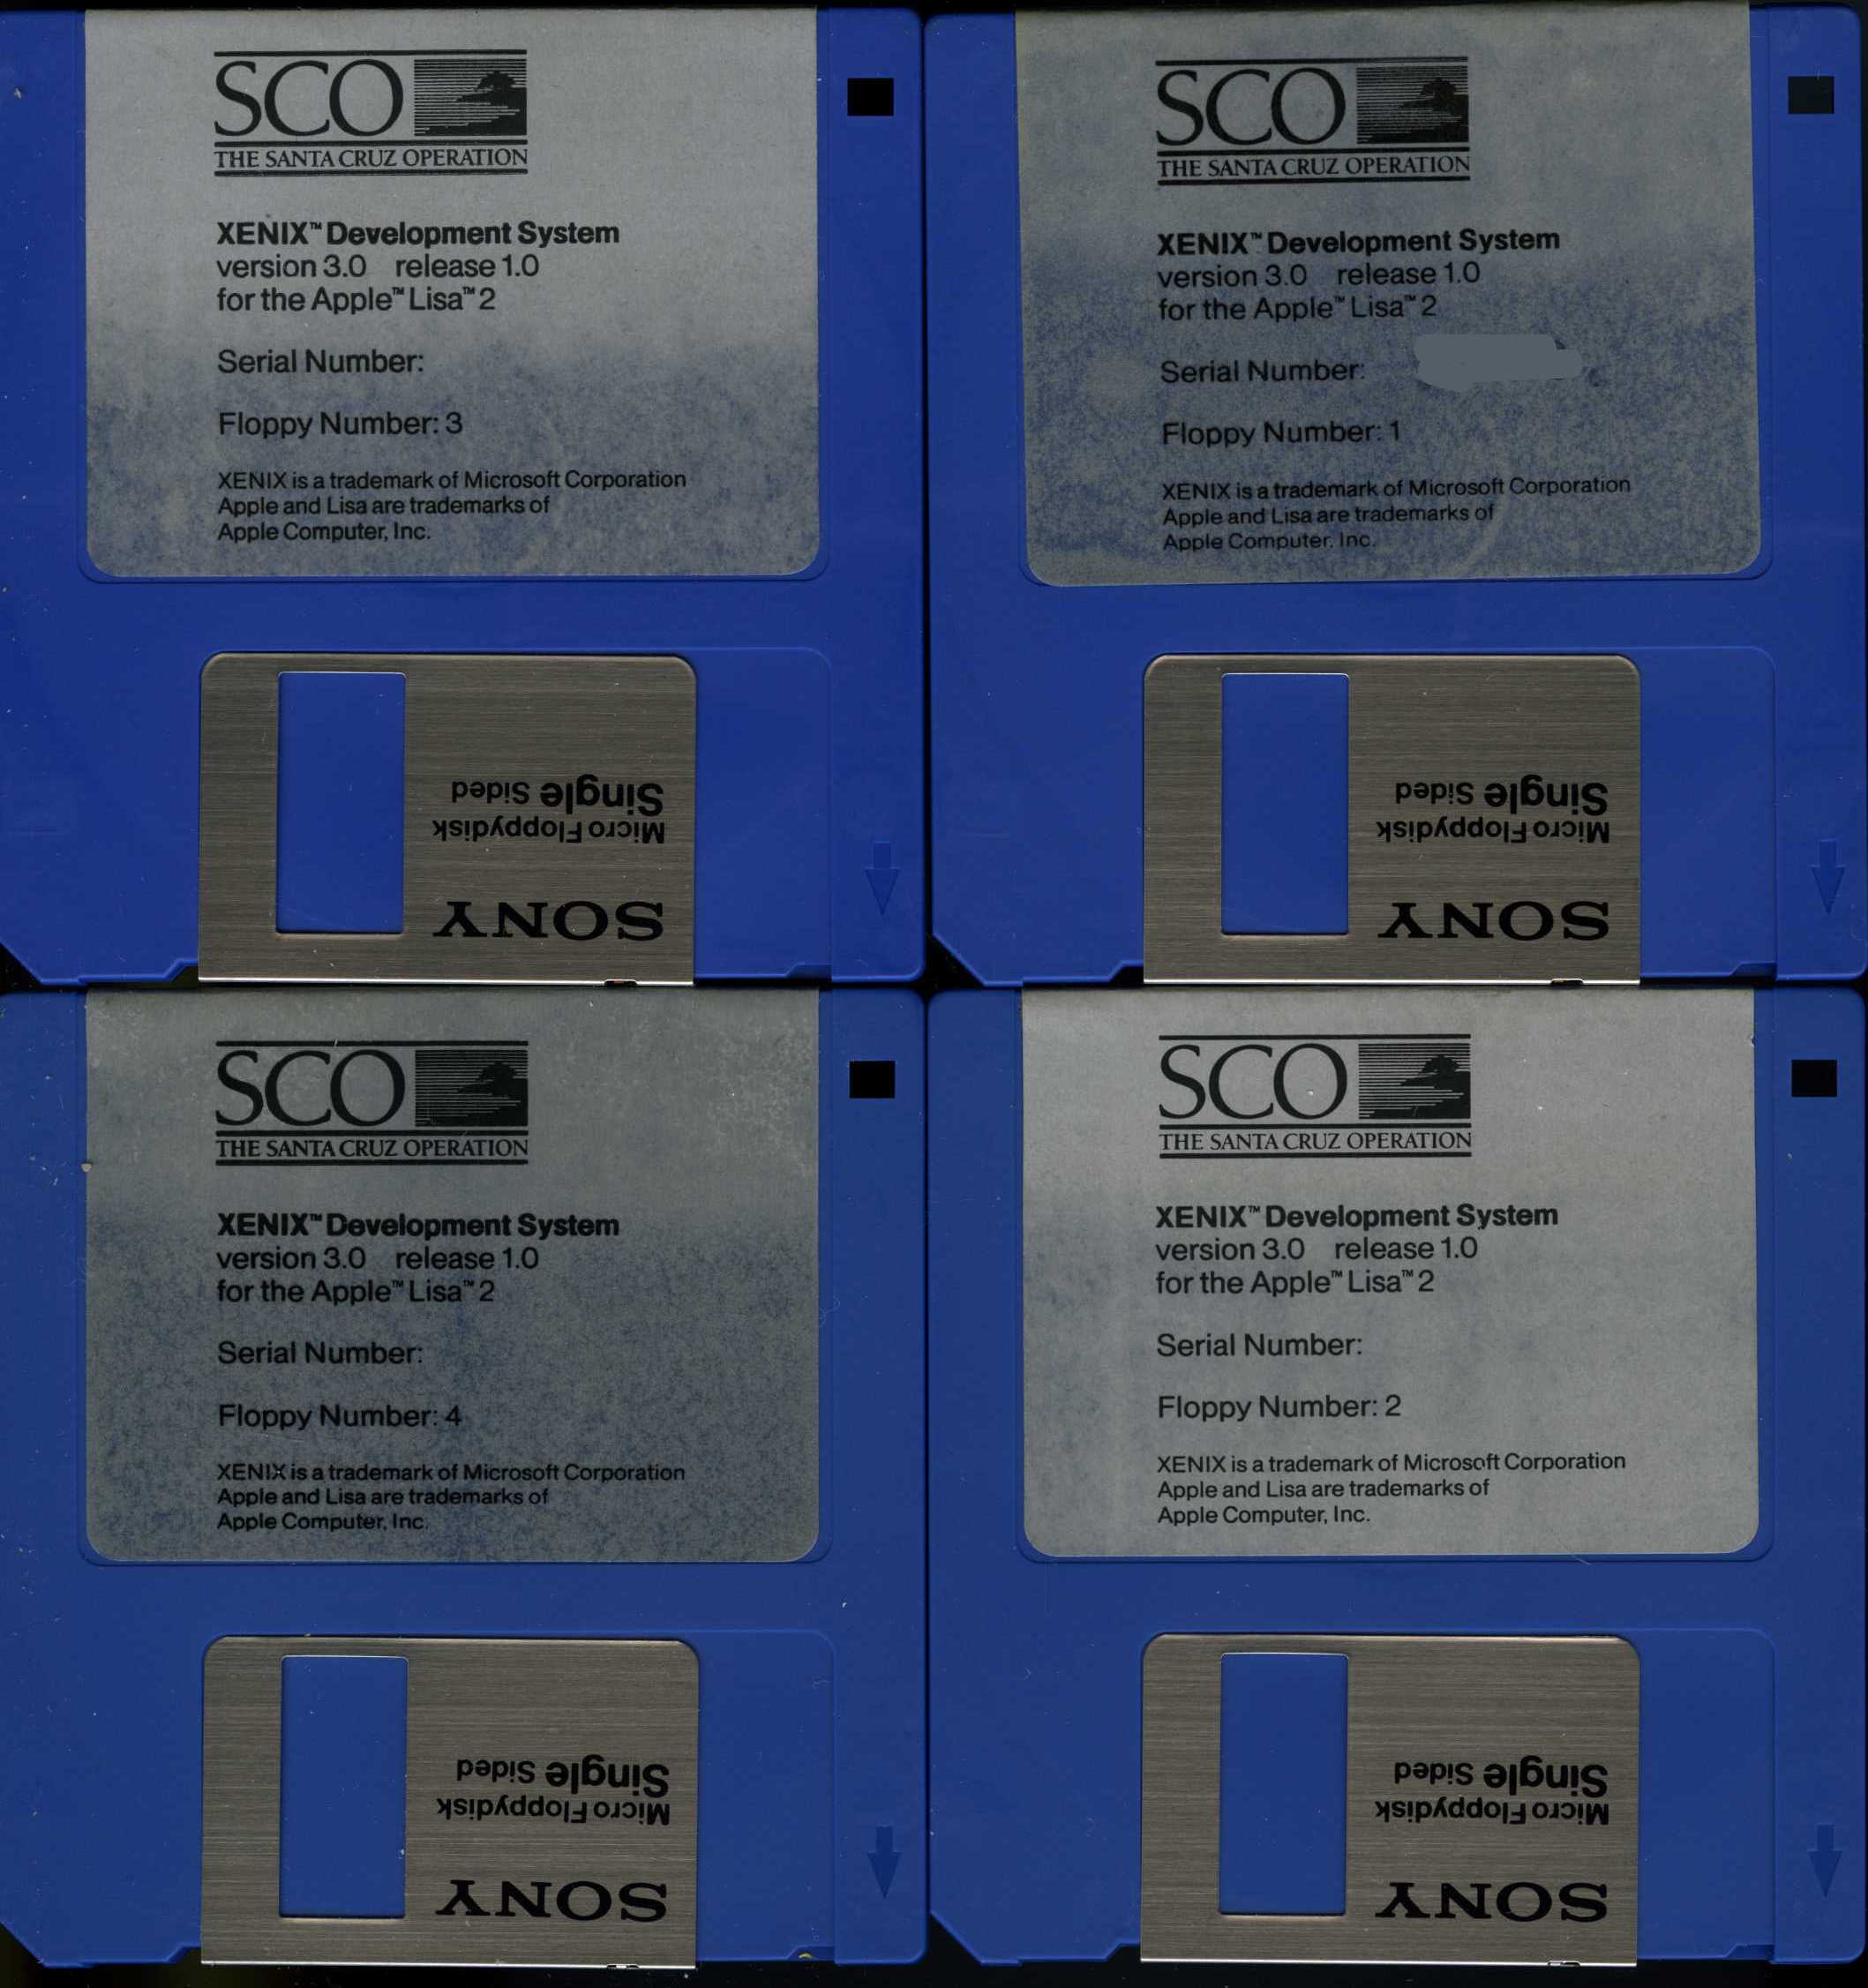 SCO
THE SANTA CRUZ OPERATION
XENIX™ Development System
version 3.0 release 1.0
for the Apple™ Lisa™ 2
Serial Number:
Floppy Number: 3
XENIX is a trademark of Microsoft Corporation
Apple and Lisa are trademarks of
Apple Computer, Inc.
SONY
Micro Floppydisk
Single Sided
SCO
THE SANTA CRUZ OPERATION
XENIX™ Development System
version 3.0 release 1.0
for the Apple™ Lisa™ 2
Serial Number:
Floppy Number: 1
XENIX is a trademark of Microsoft Corporation
Apple and Lisa are trademarks of
Apple Computer, Inc.
SONY
Micro Floppydisk
Single Sided
SCO
THE SANTA CRUZ OPERATION
XENIX™ Development System
version 3.0 release 1.0
for the Apple™ Lisa™ 2
Serial Number:
Floppy Number: 4
XENIX is a trademark of Microsoft Corporation
Apple and Lisa are trademarks of
Apple Computer, Inc.
SONY
Micro Floppydisk
Single Sided
SCO
THE SANTA CRUZ OPERATION
XENIX™ Development System
version 3.0 release 1.0
for the Apple™ Lisa™ 2
Serial Number:
Floppy Number: 2
XENIX is a trademark of Microsoft Corporation
Apple and Lisa are trademarks of
Apple Computer, Inc.
SONY
Micro Floppydisk
Single Sided